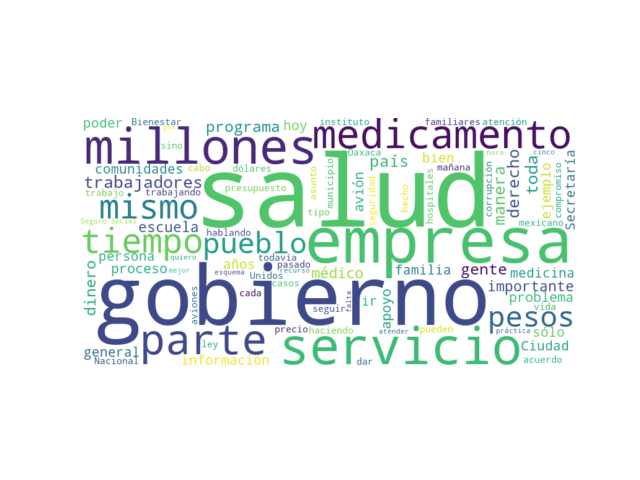 poder Bienestar programa hoy instituto familiares atención
millones medicamento
sino
comunidades cabo dólares salud Oaxaca país bien mañana hora cinco
trabajadores presupuesto asunto municipio avión seguridad hecho hospitales corrupción manera derecho toda ejemplo compromiso Secretaría
trabajo trabajando tipo
mismo
Seguro Social escuela hablando mexicano
tiempo pueblo empresa
persona quiero todavía
dinero proceso mejor años Unidos pasado médico familia gente medicina
esquema recurso casos importante problema
gobierno cada seguir falta ir apoyo vida
aviones precio haciendo atender pueden práctica pesos sólo
parte ley servicio Ciudad
general información
Nacional dar acuerdo